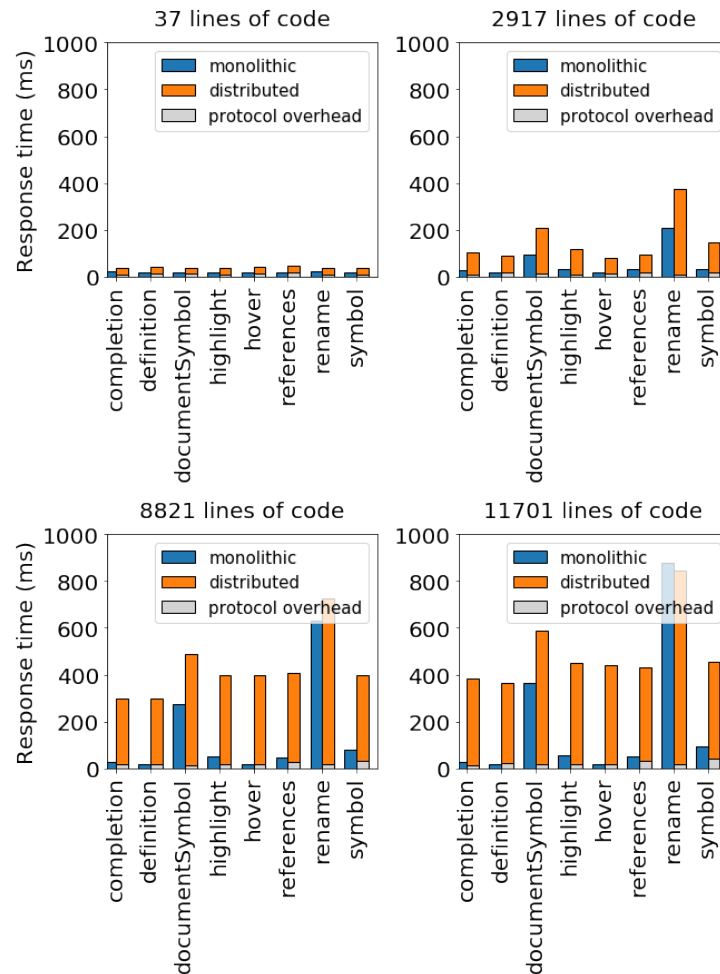 37 lines of code
Response time (ms)
1000
800
600
400
200
0
monolithic
distributed
protocol overhead
completion
definition
documentSymbol
highlight
hover
references
rename
symbol
2917 lines of code
1000
800
600
400
200
0
monolithic
distributed
protocol overhead
completion
definition
documentSymbol
highlight
hover
references
rename
symbol
8821 lines of code
Response time (ms)
1000
800
600
400
200
0
monolithic
distributed
protocol overhead
completion
definition
documentSymbol
highlight
hover
references
rename
symbol
11701 lines of code
1000
800
600
400
200
0
monolithic
distributed
protocol overhead
completion
definition
documentSymbol
highlight
hover
references
rename
symbol